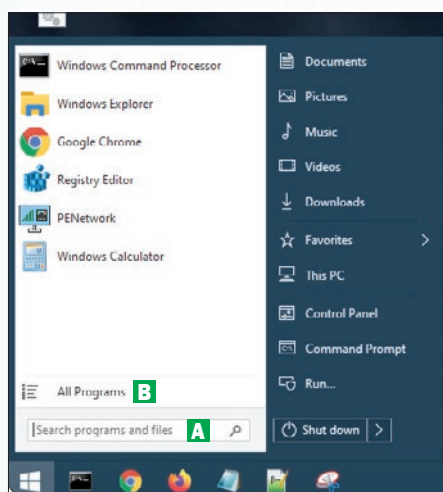 Windows Command Processor
Windows Explorer
Google Chrome
Registry Editor
PENetwork
Windows Calculator
All Programs B
Search programs and files A
Documents
Pictures
Music
Videos
Downloads
Favorites
This PC
Control Panel
Command Prompt
Run...
Shut down